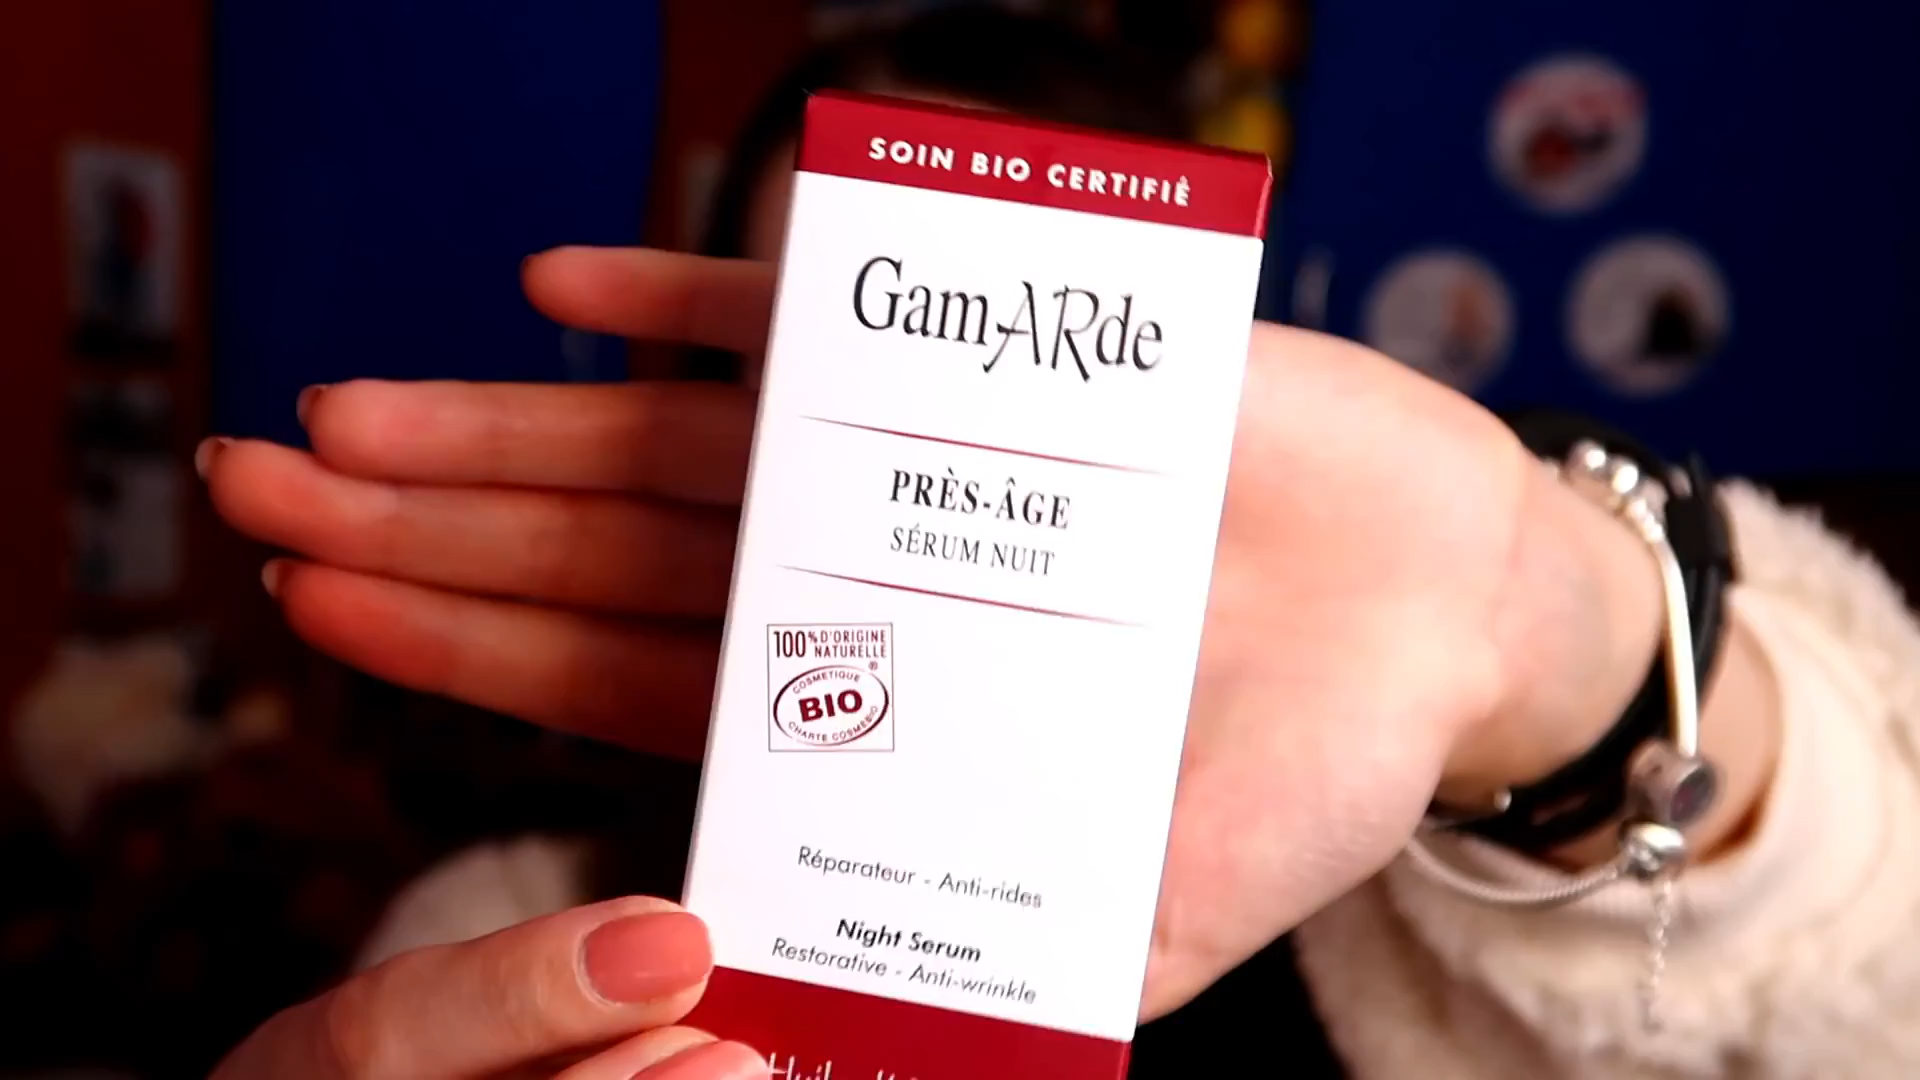 SOIN BIO CERTIFIÉ
GamARde
PRÈS-ÂGE
SÉRUM NUIT
100% D'ORIGINE
NATURELLE
®
COSMETIQUE
BIO
CHARTE COSMEBIO
Réparateur - Anti-rides
Night Serum
Restorative - Anti-wrinkle